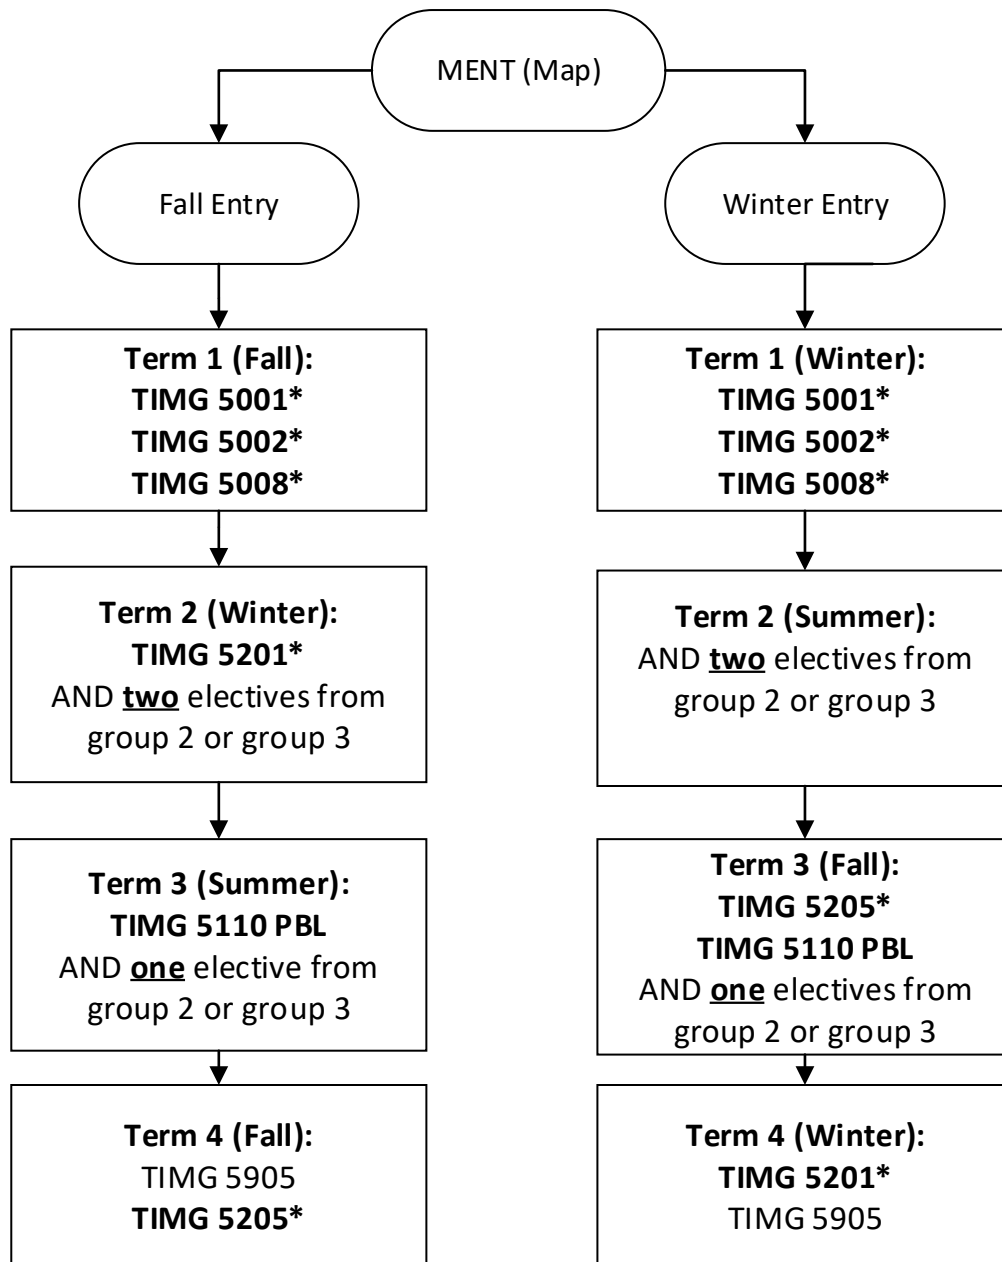 MENT (Map)
Fall Entry
Winter Entry
Term 1 (Fall):
TIMG 5001*
TIMG 5002*
TIMG 5008*
Term 1 (Winter):
TIMG 5001*
TIMG 5002*
TIMG 5008*
Term 2 (Winter):
TIMG 5201*
AND two electives from
group 2 or group 3
Term 2 (Summer):
AND two electives from
group 2 or group 3
Term 3 (Summer):
TIMG 5110 PBL
AND one elective from
group 2 or group 3
Term 3 (Fall):
TIMG 5205*
TIMG 5110 PBL
AND one electives from
group 2 or group 3
Term 4 (Fall):
TIMG 5905
TIMG 5205*
Term 4 (Winter):
TIMG 5201*
TIMG 5905